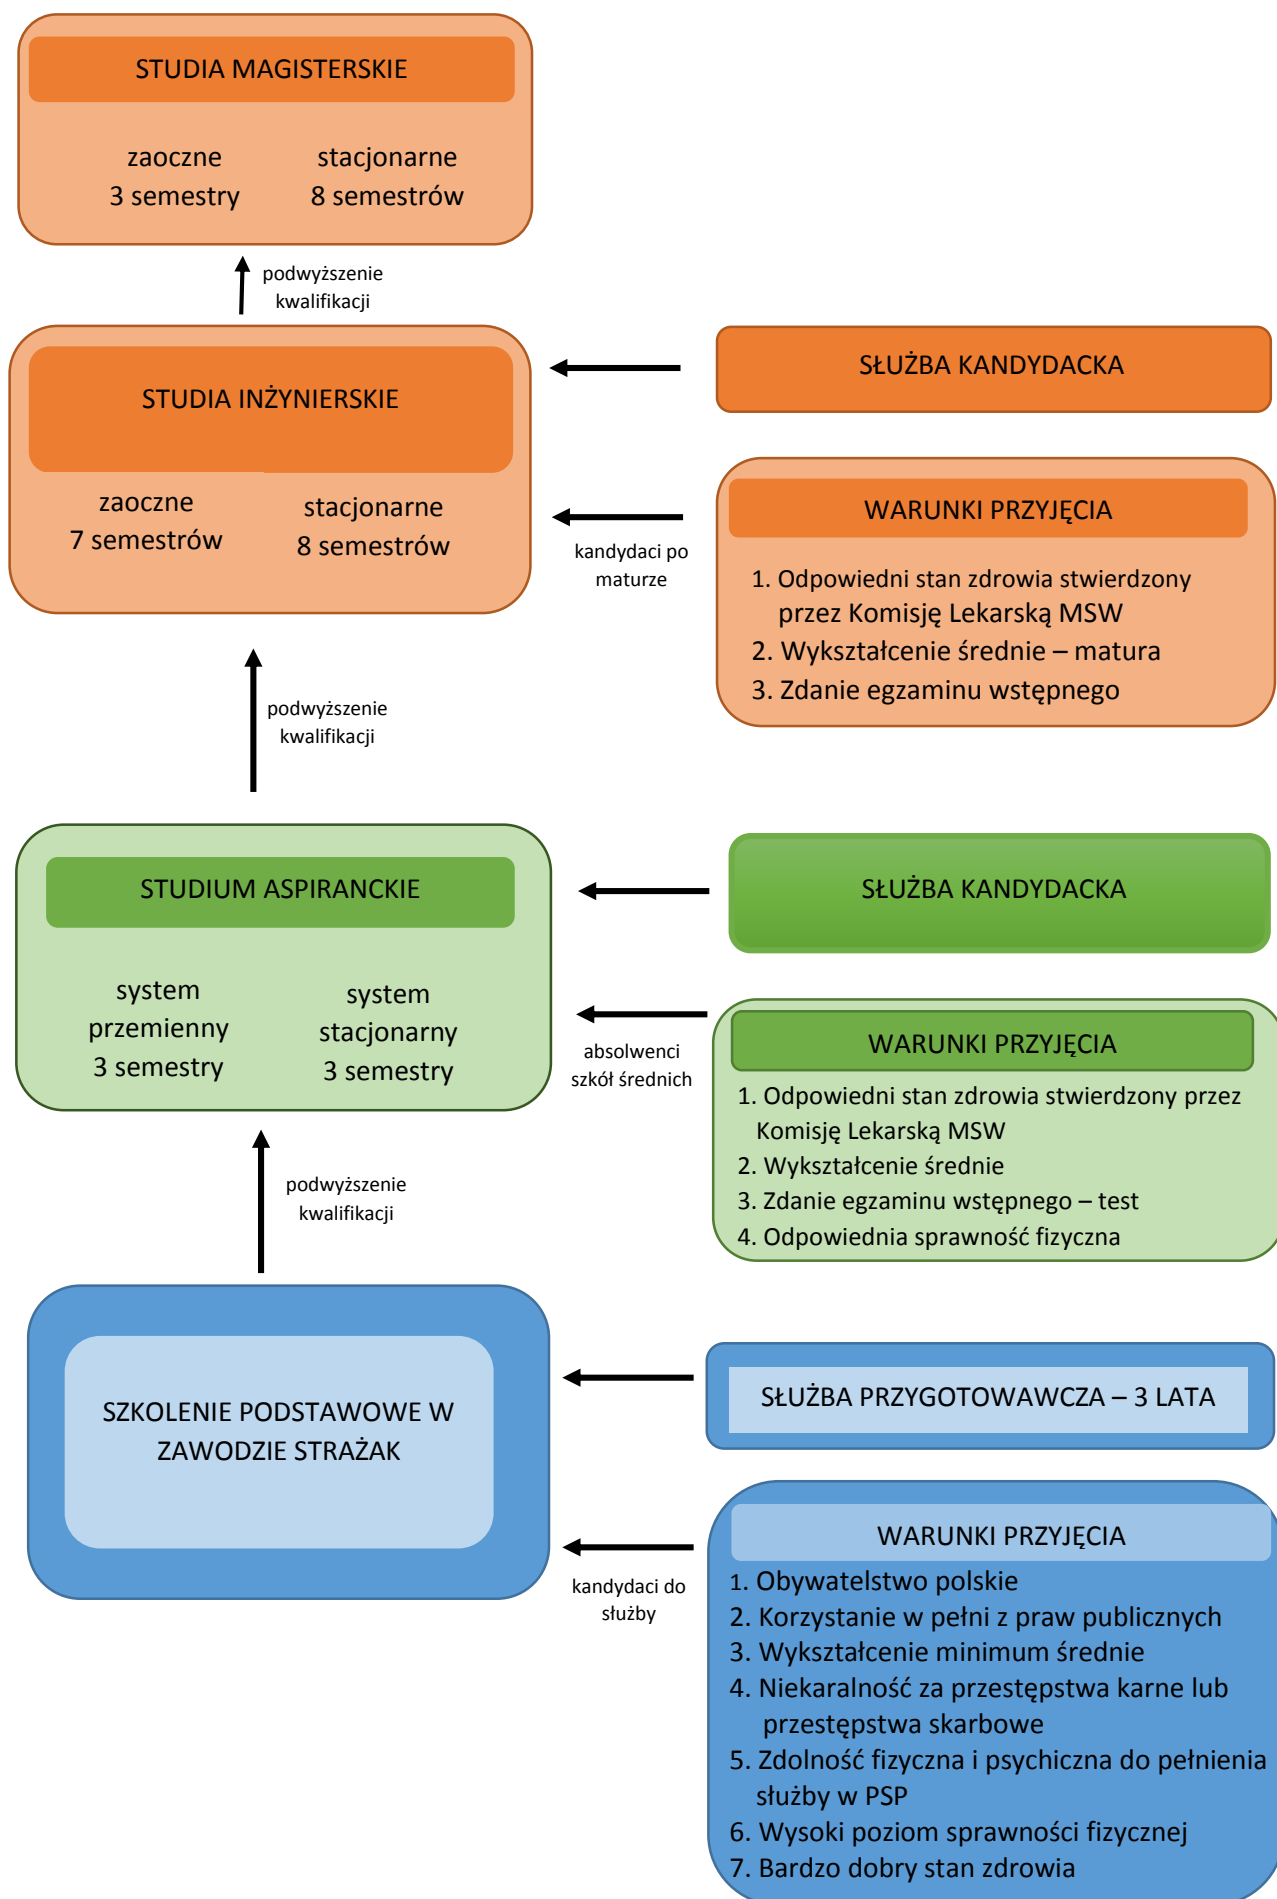 STUDIA MAGISTERSKIE
zaoczne
3 semestry
stacjonarne
8 semestrów
podwyższenie
kwalifikacji
STUDIA INŻYNIERSKIE
zaoczne
7 semestrów
stacjonarne
8 semestrów
SŁUŻBA KANDYDACKA
kandydaci po
maturze
WARUNKI PRZYJĘCIA
1. Odpowiedni stan zdrowia stwierdzony
przez Komisję Lekarską MSW
2. Wykształcenie średnie – matura
3. Zdanie egzaminu wstępnego
podwyższenie
kwalifikacji
STUDIUM ASPIRANCKIE
system
przemienny
3 semestry
system
stacjonarny
3 semestry
SŁUŻBA KANDYDACKA
absolwenci
szkół średnich
WARUNKI PRZYJĘCIA
1. Odpowiedni stan zdrowia stwierdzony przez
Komisję Lekarską MSW
2. Wykształcenie średnie
3. Zdanie egzaminu wstępnego – test
4. Odpowiednia sprawność fizyczna
podwyższenie
kwalifikacji
SZKOLENIE PODSTAWOWE W
ZAWODZIE STRAŻAK
SŁUŻBA PRZYGOTOWAWCZA – 3 LATA
kandydaci do
służby
WARUNKI PRZYJĘCIA
1. Obywatelstwo polskie
2. Korzystanie w pełni z praw publicznych
3. Wykształcenie minimum średnie
4. Niekaralność za przestępstwa karne lub
przestępstwa skarbowe
5. Zdolność fizyczna i psychiczna do pełnienia
służby w PSP
6. Wysoki poziom sprawności fizycznej
7. Bardzo dobry stan zdrowia